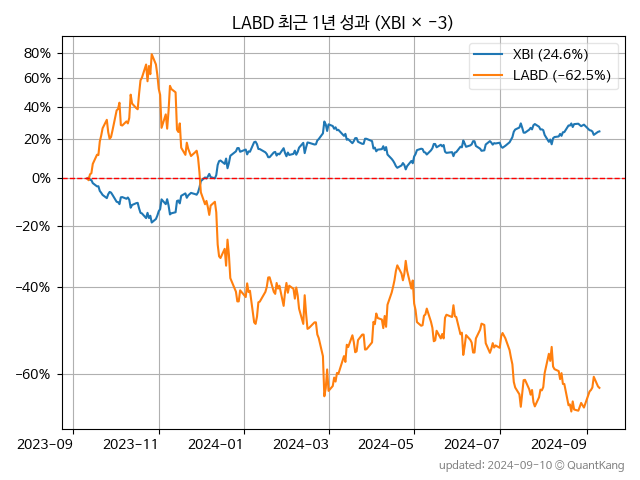 LABD 최근 1년 성과 (XBI × −3)
XBI (24.6%)
LABD (−62.5%)
80%
60%
40%
20%
0%
−20%
−40%
−60%
2023-09 2023-11 2024-01 2024-03 2024-05 2024-07 2024-09
updated: 2024-09-10 © QuantKang